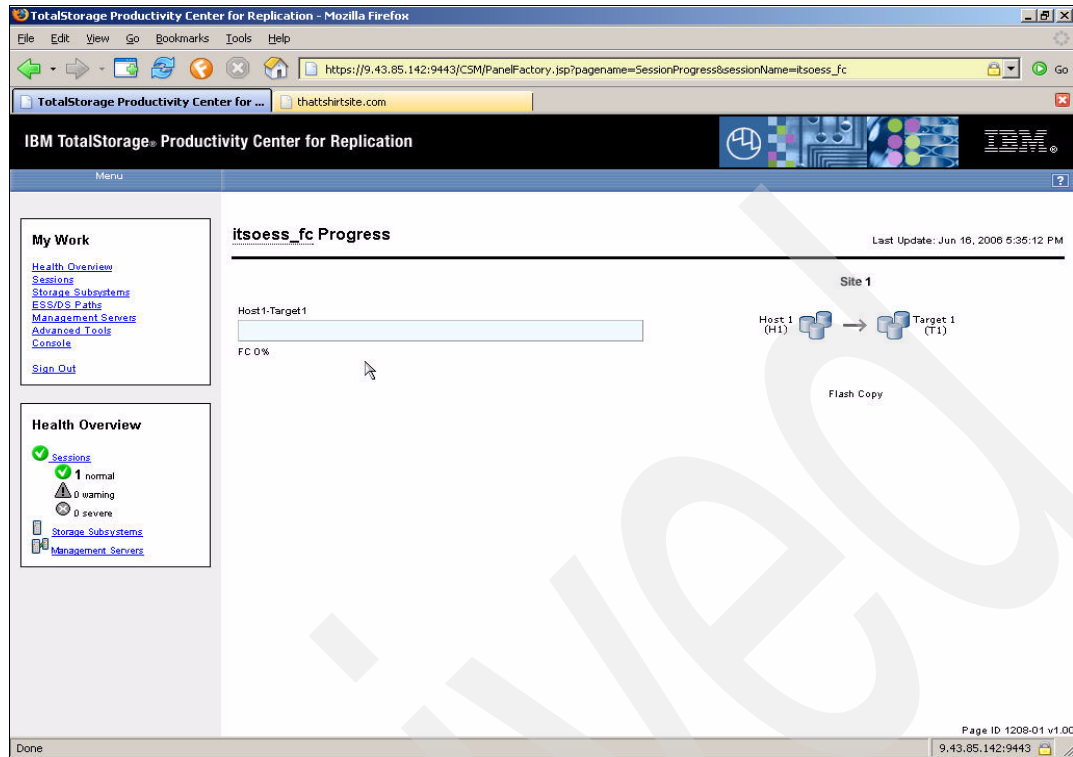 TotalStorage Productivity Center for Replication - Mozilla Firefox
File Edit View Go Bookmarks Tools Help
https://9.43.85.142:9443/CSM/PanelFactory.jsp?pagename=SessionProgress&sessionName=itsoess_fc
Go
TotalStorage Productivity Center for ...
thattshirtsite.com
IBM TotalStorage® Productivity Center for Replication
IBM®
Menu
?
My Work
Health Overview
Sessions
Storage Subsystems
ESS/DS Paths
Management Servers
Advanced Tools
Console
Sign Out
Health Overview
Sessions
1 normal
0 warning
0 severe
Storage Subsystems
Management Servers
itsoess_fc Progress
Last Update: Jun 16, 2006 5:35:12 PM
Host1-Target1
FC 0%
Site 1
Host 1
(H1)
Target 1
(T1)
Flash Copy
Page ID 1208-01 v1.00
Done
9.43.85.142:9443